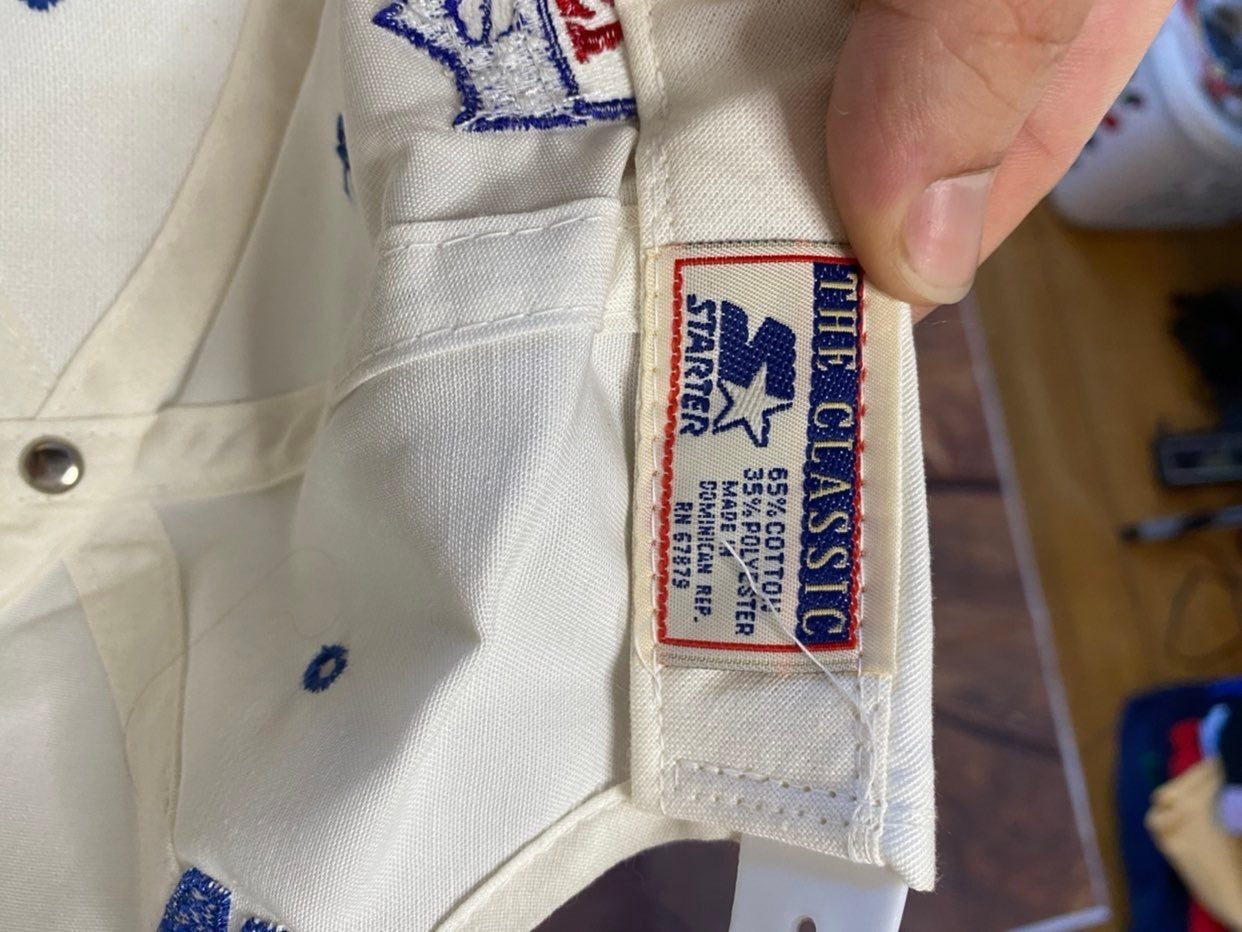 THE CLASSIC
STARTER
65% COTTON
35% POLYESTER
MADE IN
DOMINICAN REP.
RN 67879